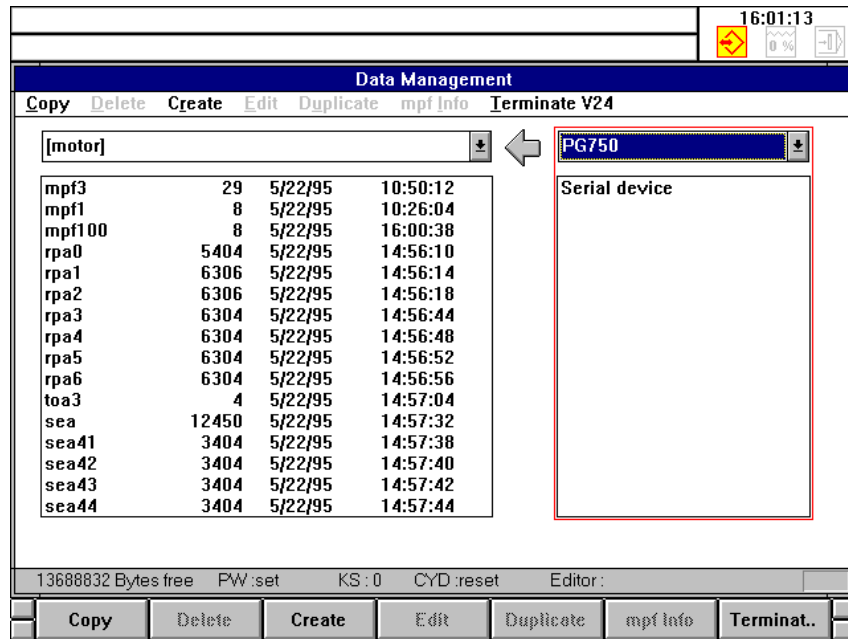 16:01:13
0 %
Data Management
Copy Delete Create Edit Duplicate mpf Info Terminate V24
[motor] PG750
mpf3 29 5/22/95 10:50:12 Serial device
mpf1 8 5/22/95 10:26:04
mpf100 8 5/22/95 16:00:38
rpa0 5404 5/22/95 14:56:10
rpa1 6306 5/22/95 14:56:14
rpa2 6306 5/22/95 14:56:18
rpa3 6304 5/22/95 14:56:44
rpa4 6304 5/22/95 14:56:48
rpa5 6304 5/22/95 14:56:52
rpa6 6304 5/22/95 14:56:56
toa3 4 5/22/95 14:57:04
sea 12450 5/22/95 14:57:32
sea41 3404 5/22/95 14:57:38
sea42 3404 5/22/95 14:57:40
sea43 3404 5/22/95 14:57:42
sea44 3404 5/22/95 14:57:44
13688832 Bytes free PW :set KS : 0 CYD :reset Editor :
Copy Delete Create Edit Duplicate mpf Info Terminat..